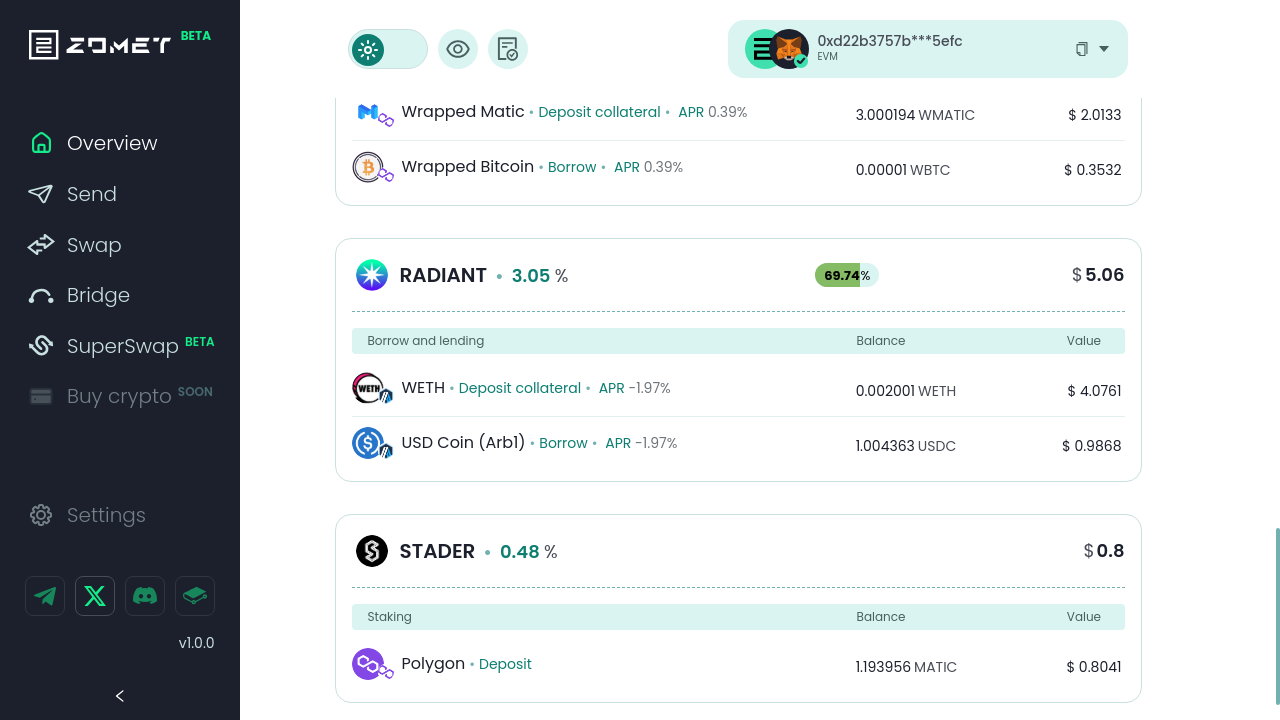 ZOMET BETA
Overview
Send
Swap
Bridge
SuperSwap BETA
Buy crypto SOON
Settings
v1.0.0
0xd22b3757b***5efc
EVM
Wrapped Matic • Deposit collateral • APR 0.39% 3.000194 WMATIC $ 2.0133
Wrapped Bitcoin • Borrow • APR 0.39% 0.00001 WBTC $ 0.3532
RADIANT • 3.05 % 69.74% $ 5.06
Borrow and lending Balance Value
WETH • Deposit collateral • APR -1.97% 0.002001 WETH $ 4.0761
USD Coin (Arb1) • Borrow • APR -1.97% 1.004363 USDC $ 0.9868
STADER • 0.48 % $ 0.8
Staking Balance Value
Polygon • Deposit 1.193956 MATIC $ 0.8041